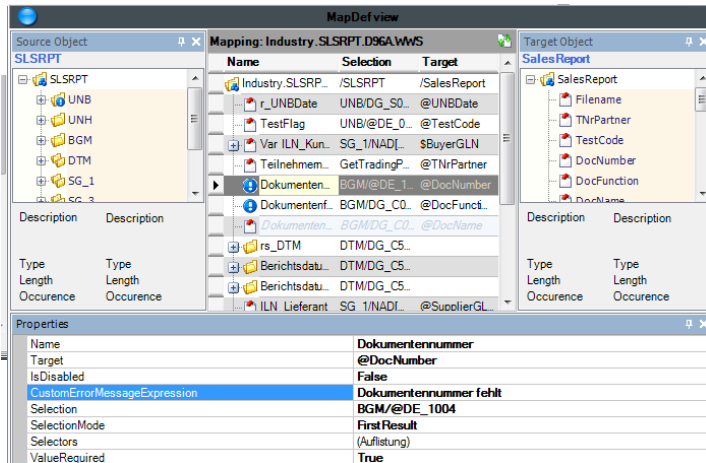 MapDefview
Source Object
SLSRPT
SLSRPT
UNB
UNH
BGM
DTM
SG_1
SG_3
Description Description
Type Type
Length Length
Occurence Occurence
Mapping: Industry.SLSRPT.D96A.WWS
Name Selection Target
Industry.SLSRP... /SLSRPT /SalesReport
r_UNBDate UNB/DG_S0... @UNBDate
TestFlag UNB/@DE_0... @TestCode
Var ILN_Kun... SG_1/NAD[... $BuyerGLN
Teilnehmem... GetTradingP... @TNrPartner
Dokumenten... BGM/@DE_1... @DocNumber
Dokumentenf... BGM/DG_C0... @DocFuncti...
Dokumenten... BGM/DG_C0... @DocName
rs_DTM DTM/DG_C5...
Berichtsdatu... DTM/DG_C5...
Berichtsdatu... DTM/DG_C5...
ILN_Lieferant SG_1/NAD[... @SupplierGL...
Target Object
SalesReport
SalesReport
Filename
TNrPartner
TestCode
DocNumber
DocFunction
DocName
Description Description
Type Type
Length Length
Occurence Occurence
Properties
Name Dokumentennummer
Target @DocNumber
IsDisabled False
CustomErrorMessageExpression Dokumentennummer fehlt
Selection BGM/@DE_1004
SelectionMode FirstResult
Selectors (Auflistung)
ValueRequired True